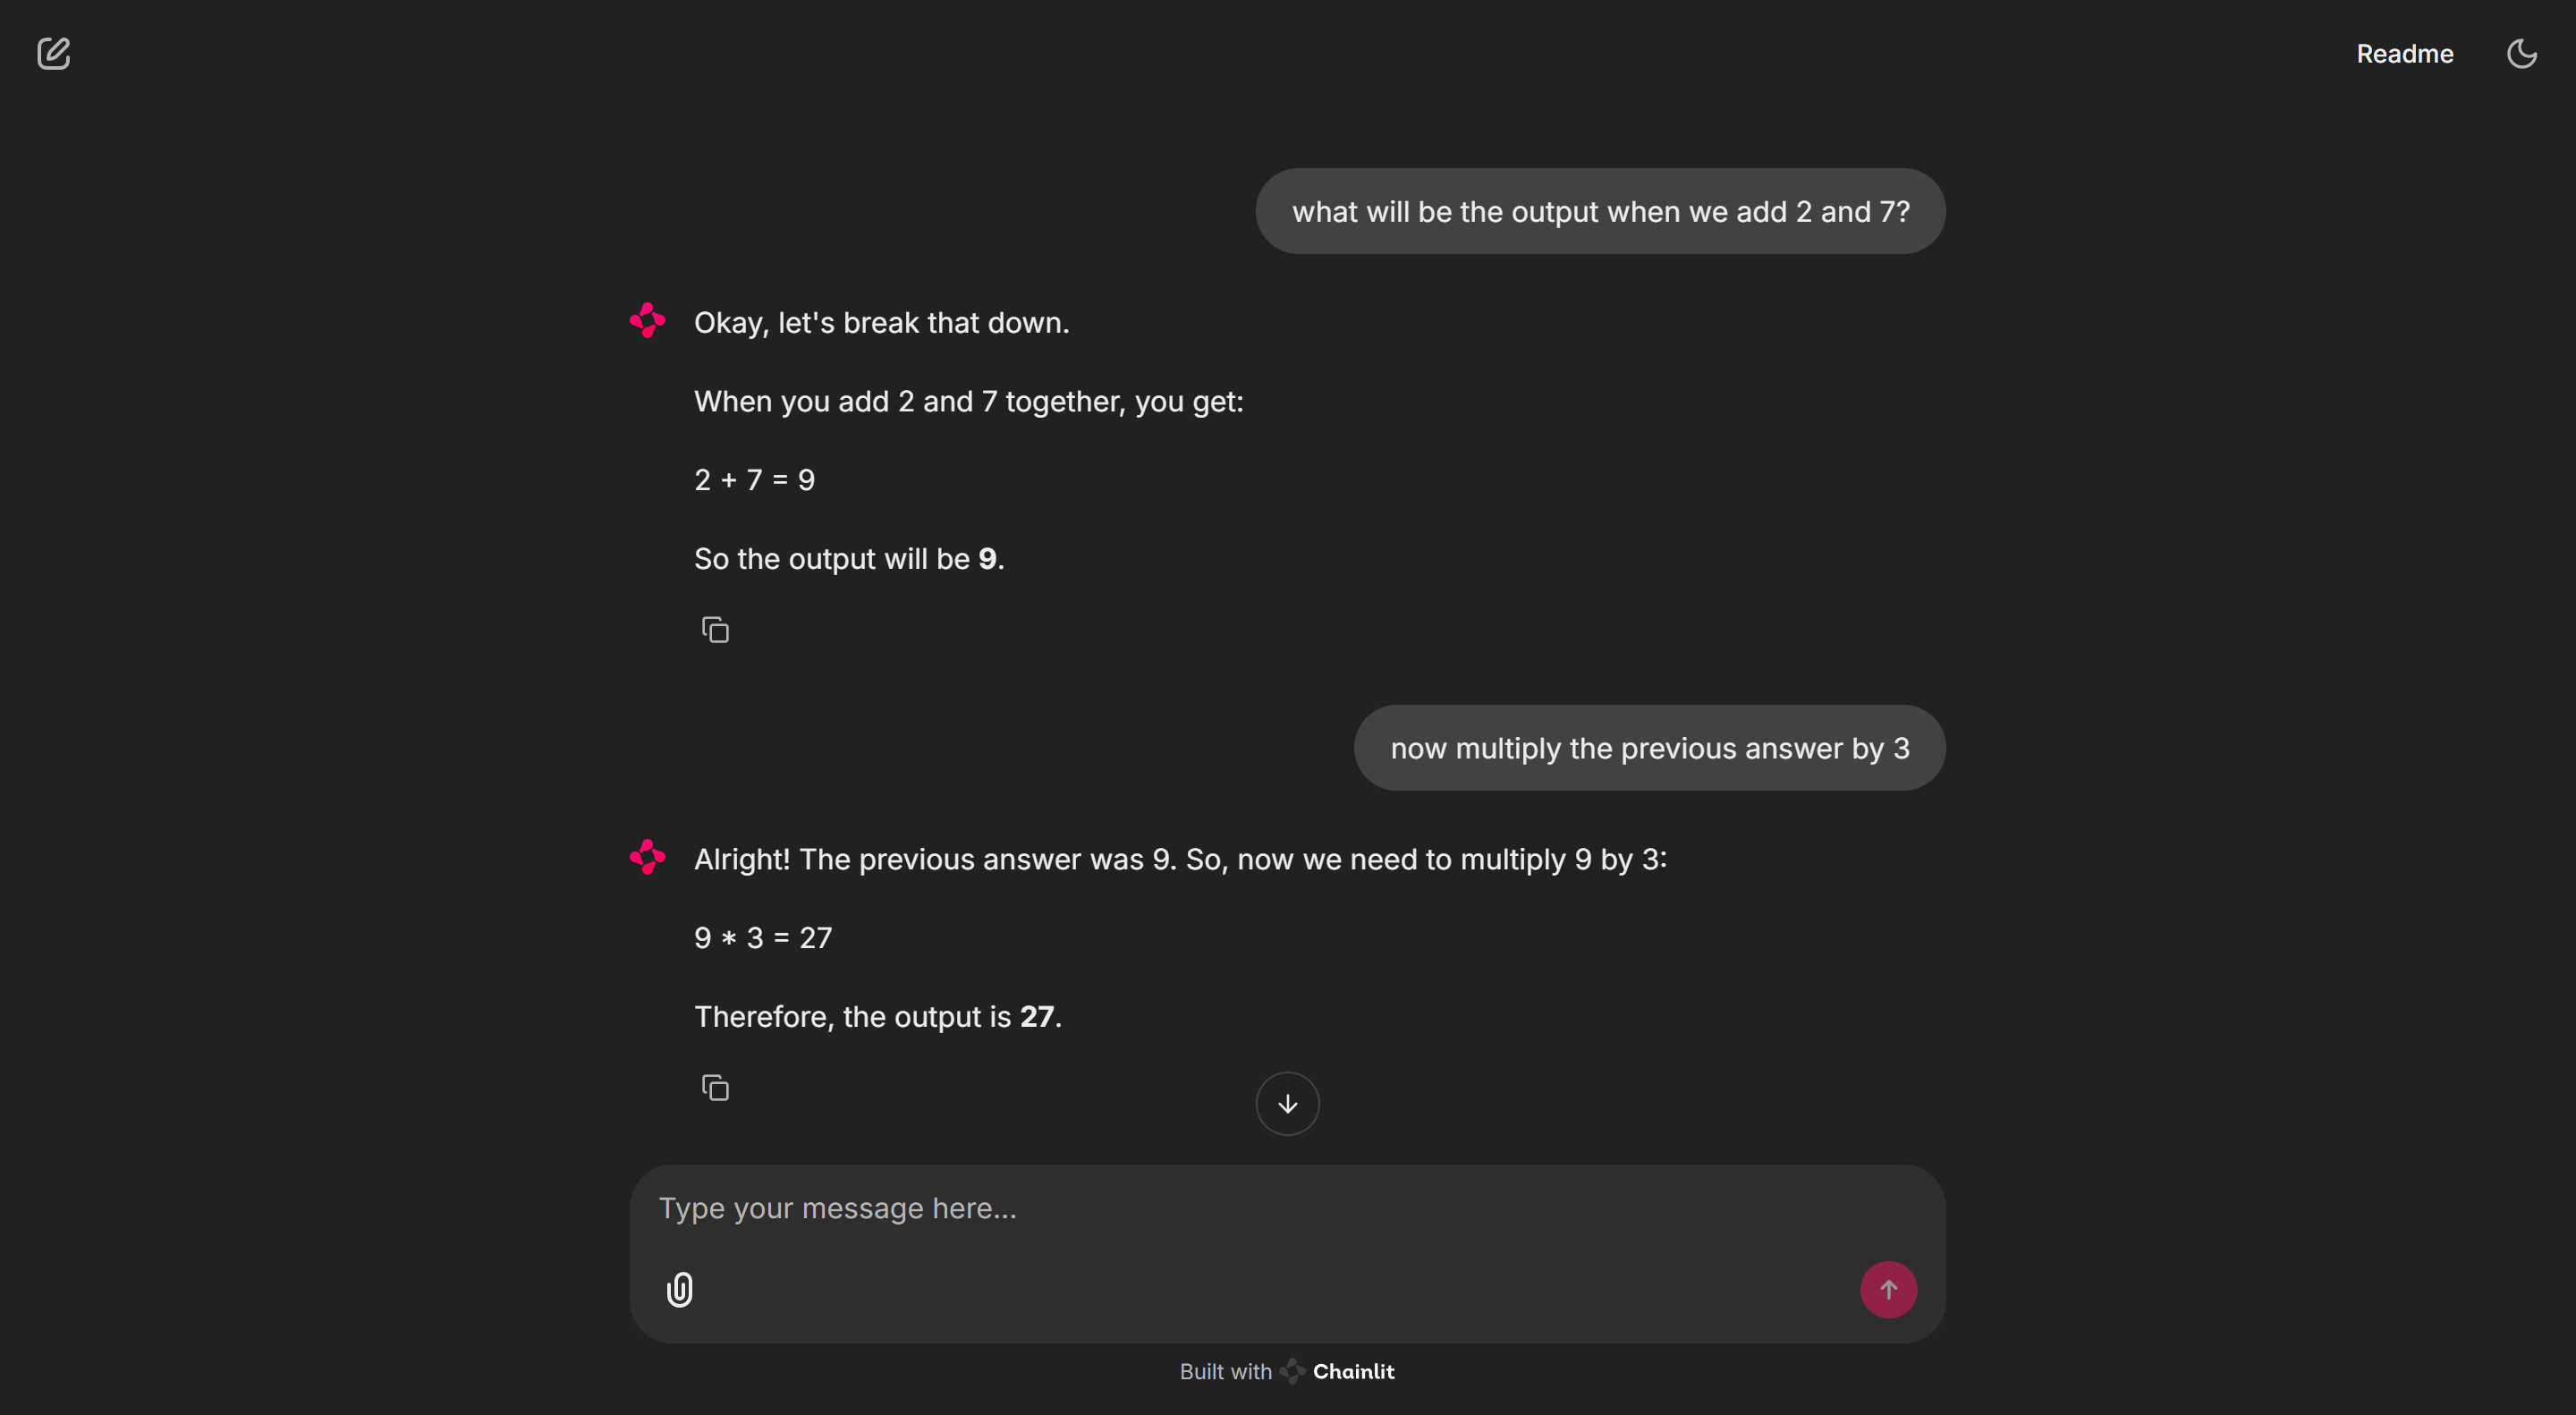 Readme
what will be the output when we add 2 and 7?
Okay, let's break that down.
When you add 2 and 7 together, you get:
2 + 7 = 9
So the output will be 9.
now multiply the previous answer by 3
Alright! The previous answer was 9. So, now we need to multiply 9 by 3:
9 * 3 = 27
Therefore, the output is 27.
Type your message here...
Built with Chainlit